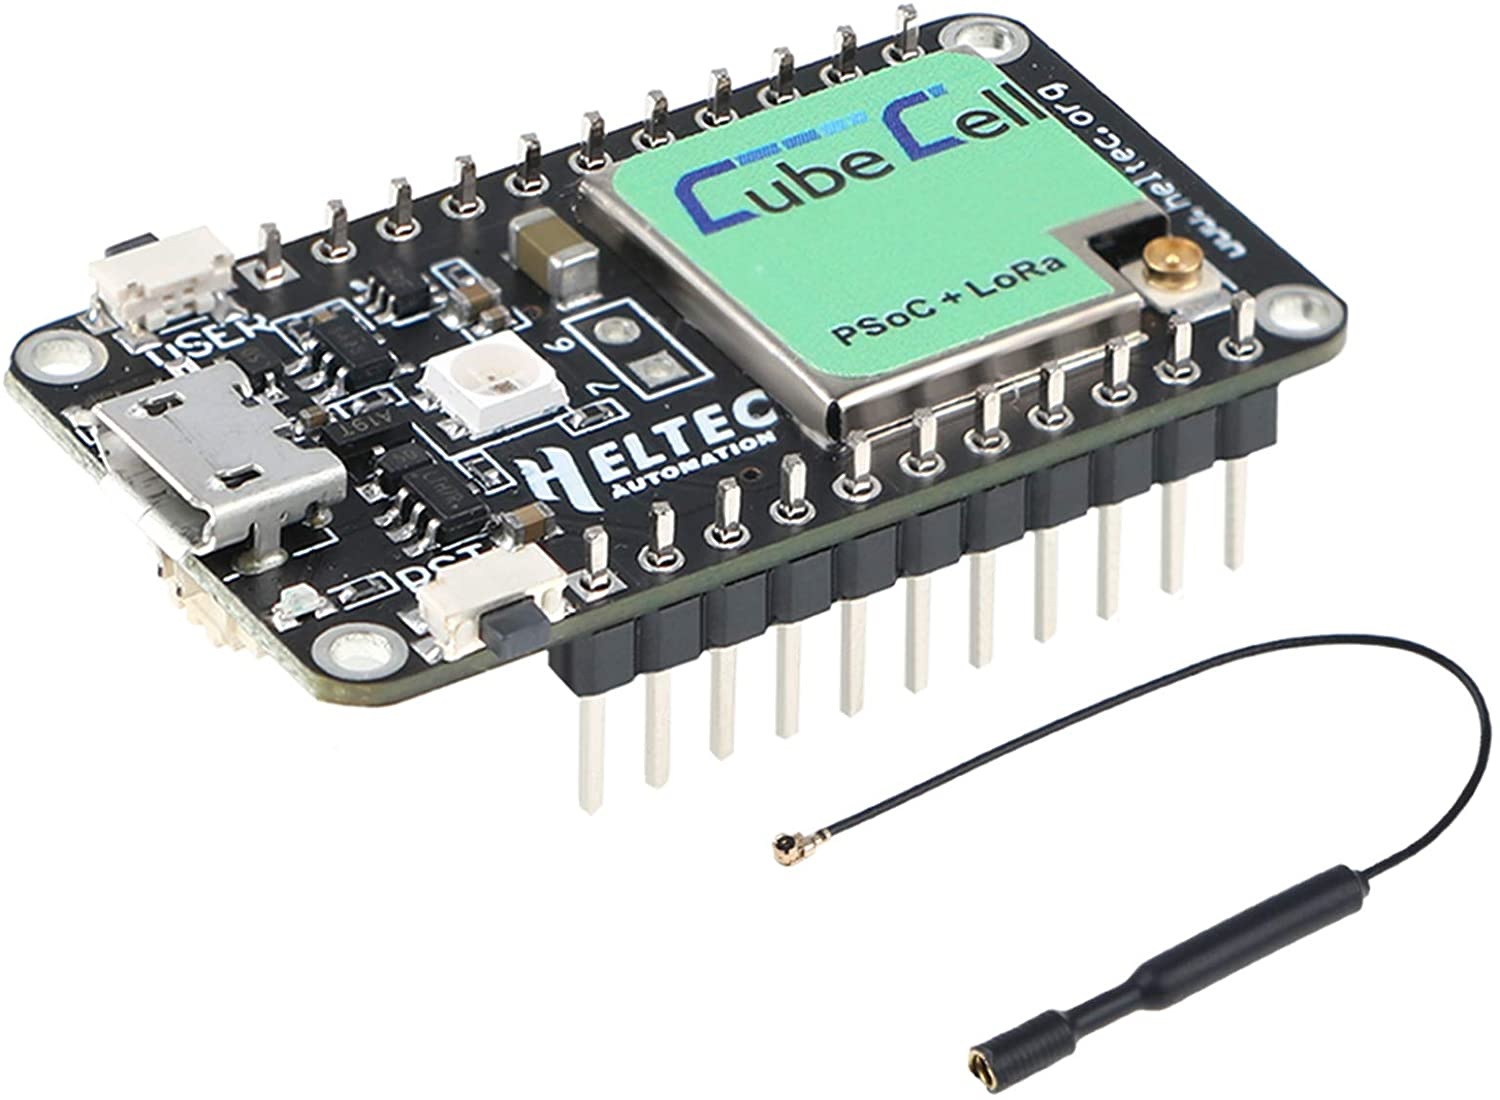 Cube Cell
PSoC + LoRa
www.heltec.org
USER
6
7
HELTEC
AUTOMATION
A19T
RST